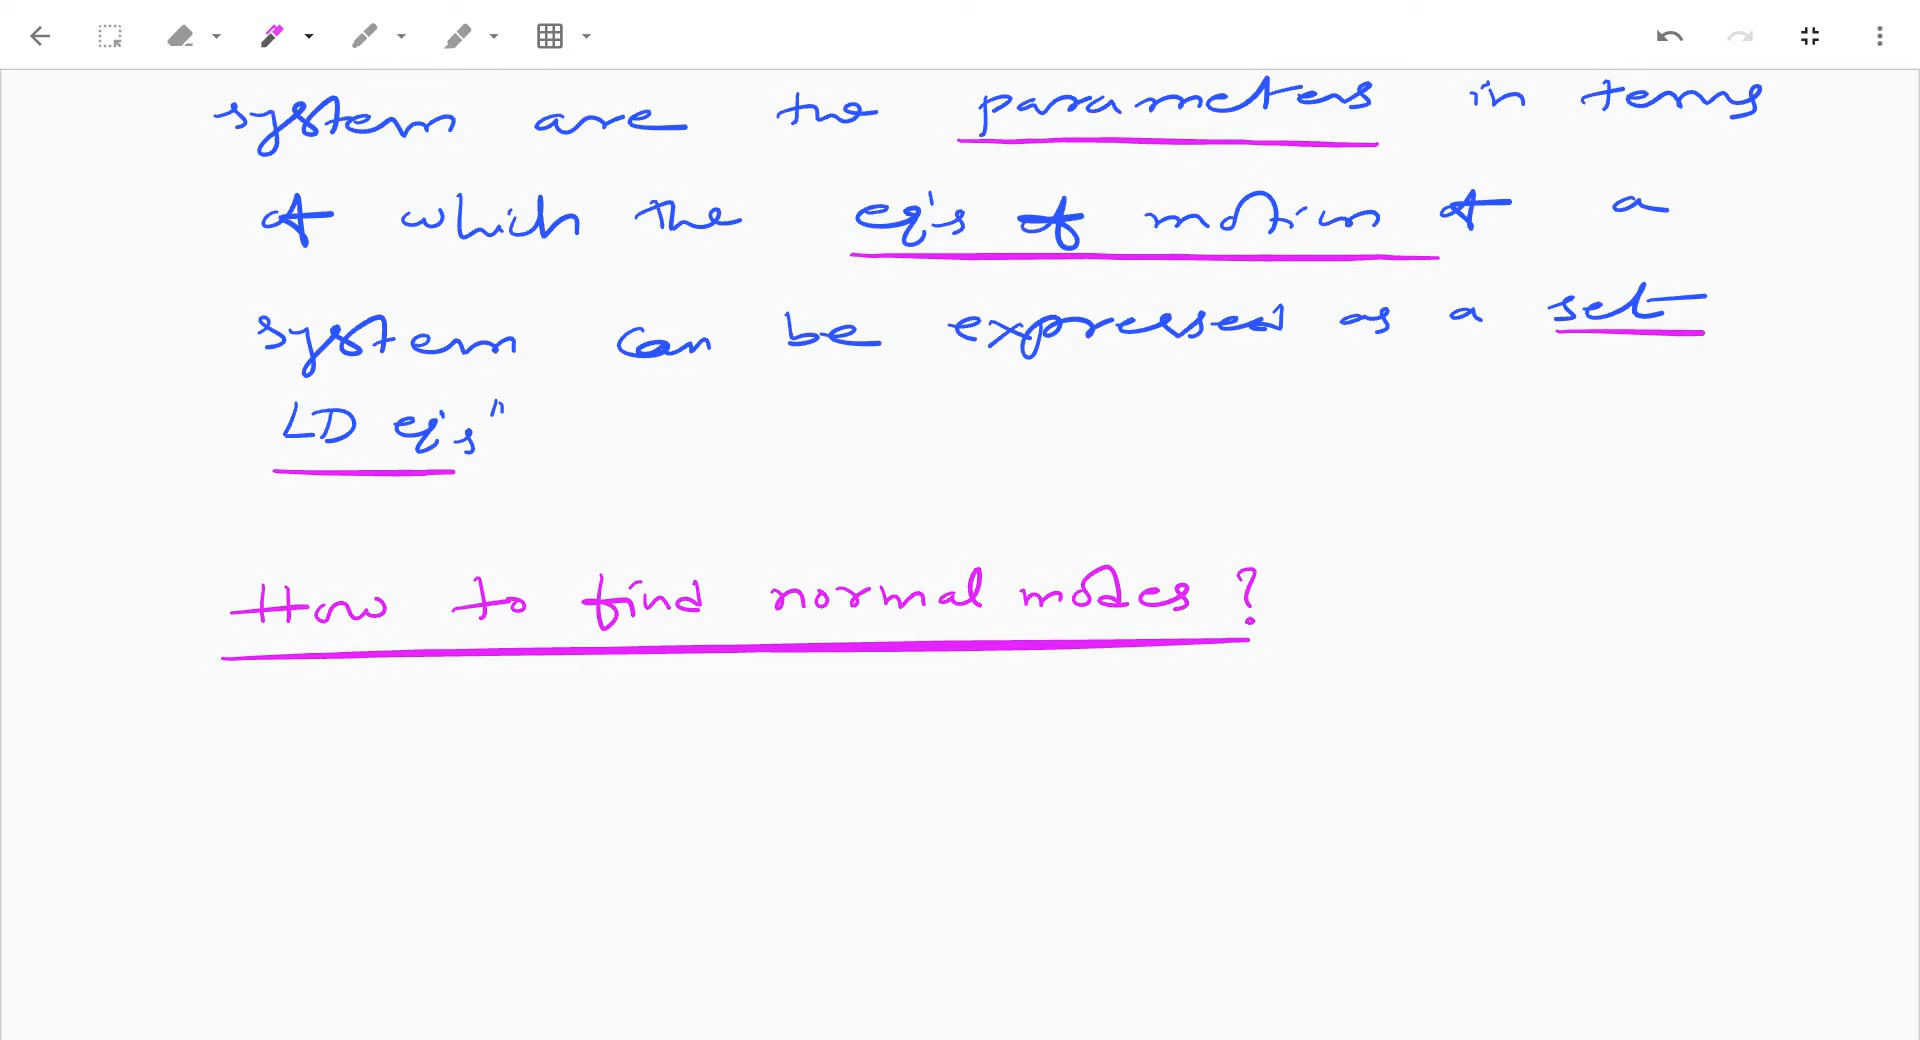 system are the parameters in terms
of which the eq's of motion of a
system can be expressed as a set
LD eq's"
How to find normal modes ?